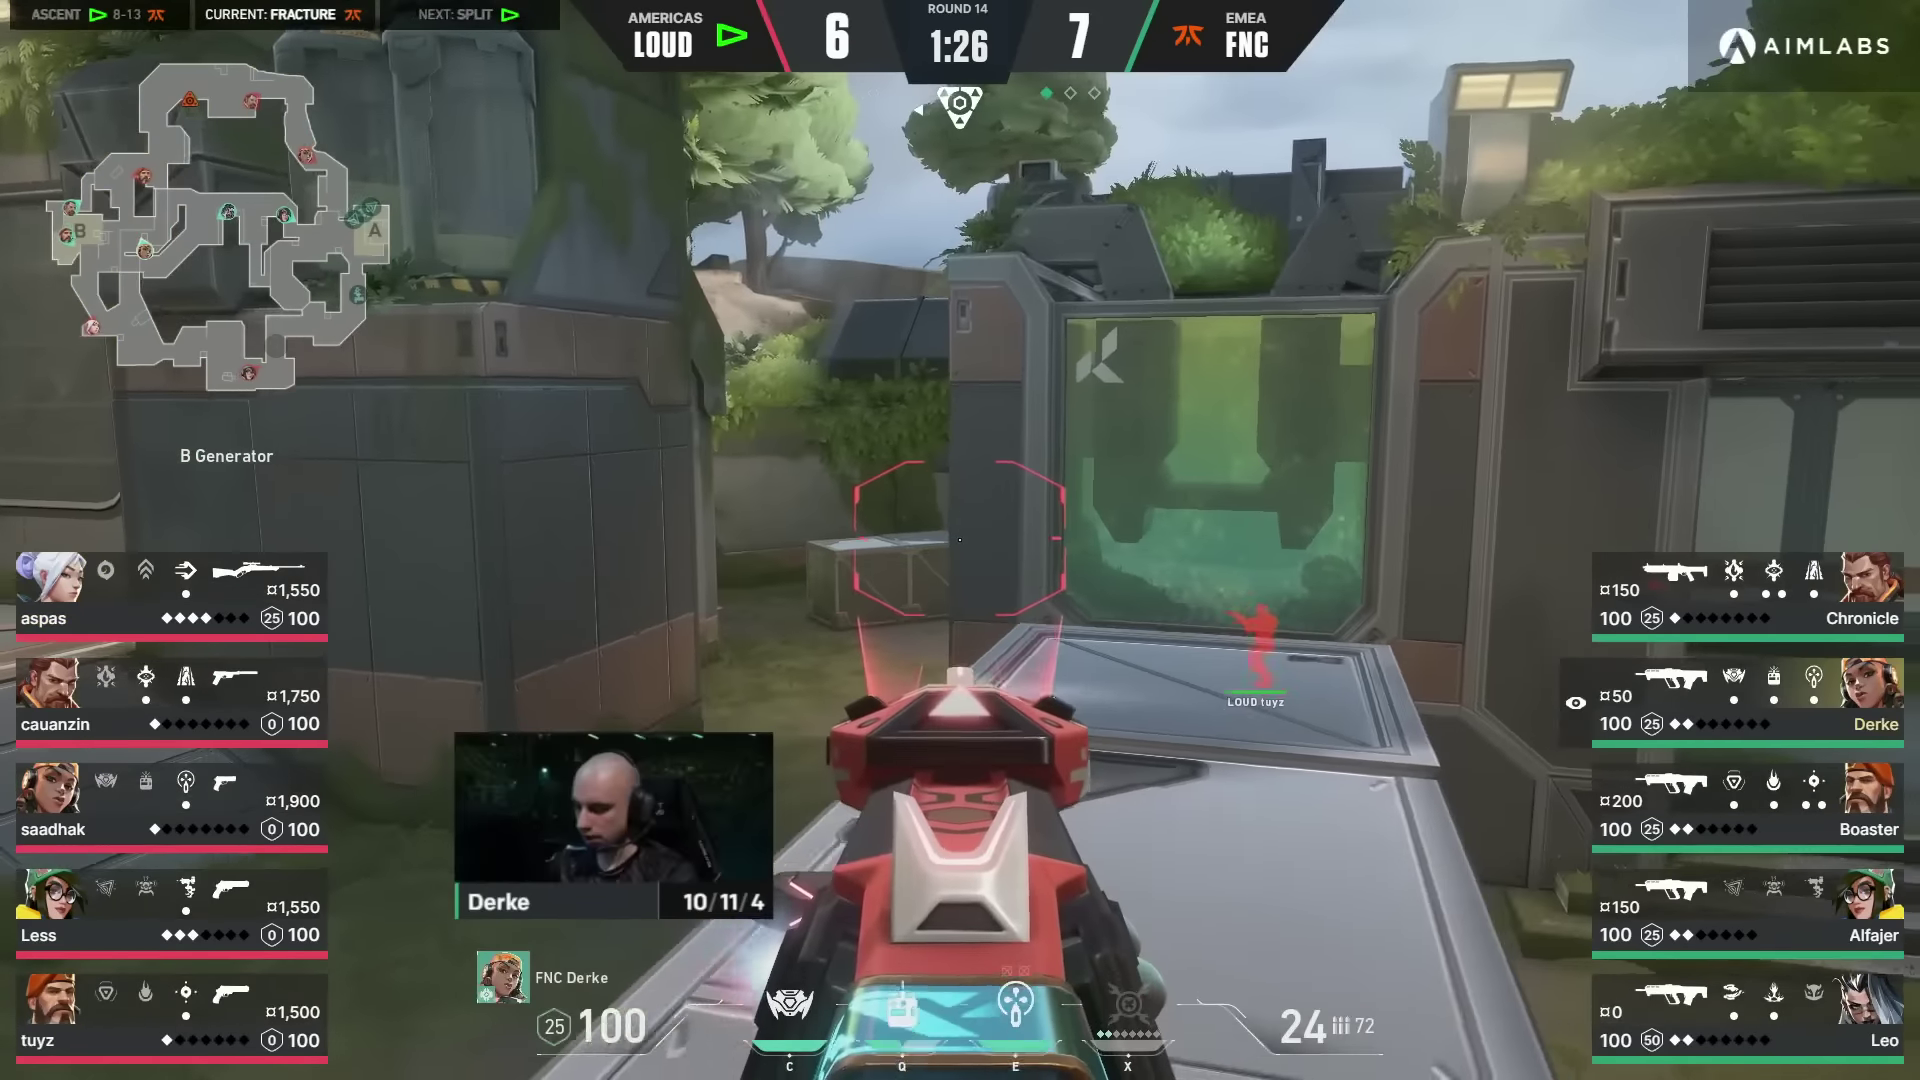 ASCENT 8-13
CURRENT: FRACTURE
NEXT: SPLIT
AMERICAS
LOUD
6
ROUND 14
1:26
7
EMEA
FNC
AIMLABS
B
A
B Generator
LOUD tuyz
¤1,550
aspas
25 100
¤1,750
cauanzin
0 100
¤1,900
saadhak
0 100
¤1,550
Less
0 100
¤1,500
tuyz
0 100
¤150
100 25
Chronicle
¤50
100 25
Derke
¤200
100 25
Boaster
¤150
100 25
Alfajer
¤0
100 50
Leo
Derke
10/11/4
FNC Derke
25 100
24 72
C
Q
E
X